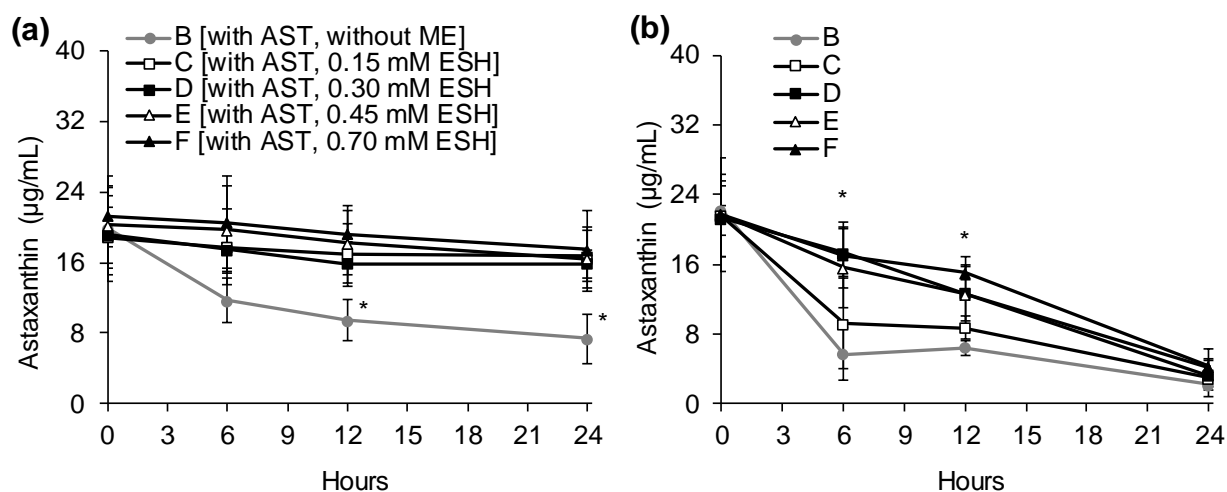 (a)
B [with AST, without ME]
C [with AST, 0.15 mM ESH]
D [with AST, 0.30 mM ESH
E [with AST, 0.45 mM ESH]
F [with AST, 0.70 mM ESH]
40
32
24
16
8
0
Astaxanthin (µg/mL)
*
*
0 3 6 9 12 15 18 21 24
Hours
(b)
B
C
D
E
F
40
32
24
16
8
0
Astaxanthin (µg/mL)
*
*
0 3 6 9 12 15 18 21 24
Hours